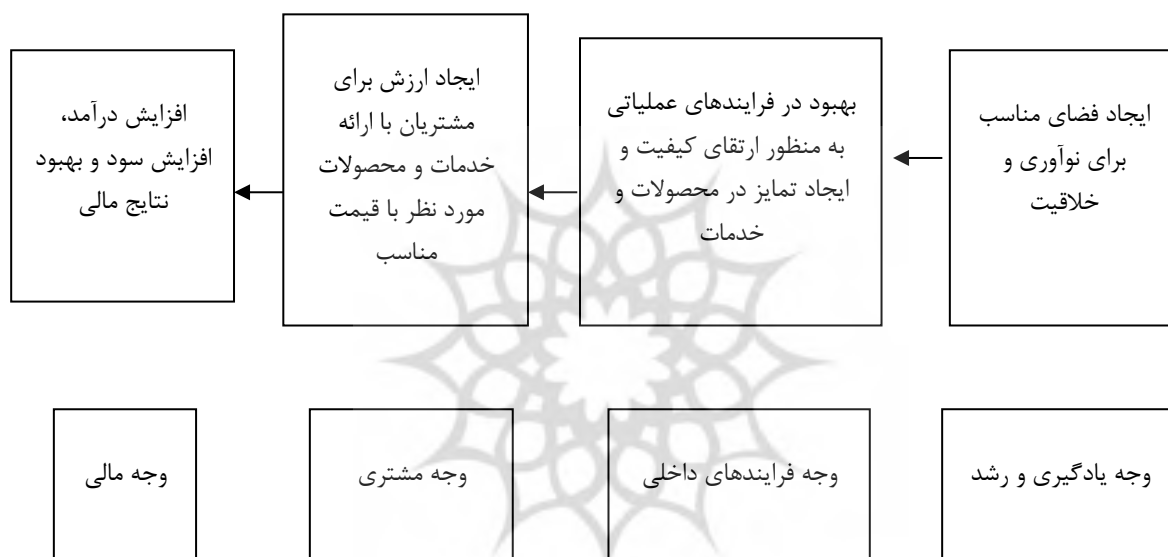 ایجاد فضای مناسب
برای نوآوری و
خلاقیت
بهبود در فرایندهای عملیاتی
به منظور ارتقای کیفیت و
ایجاد تمایز در محصولات و
خدمات
ایجاد ارزش برای
مشتریان با ارائه
خدمات و محصولات
مورد نظر با قیمت
مناسب
افزایش درآمد،
افزایش سود و بهبود
نتایج مالی
وجه یادگیری و رشد
وجه فرایندهای داخلی
وجه مشتری
وجه مالی